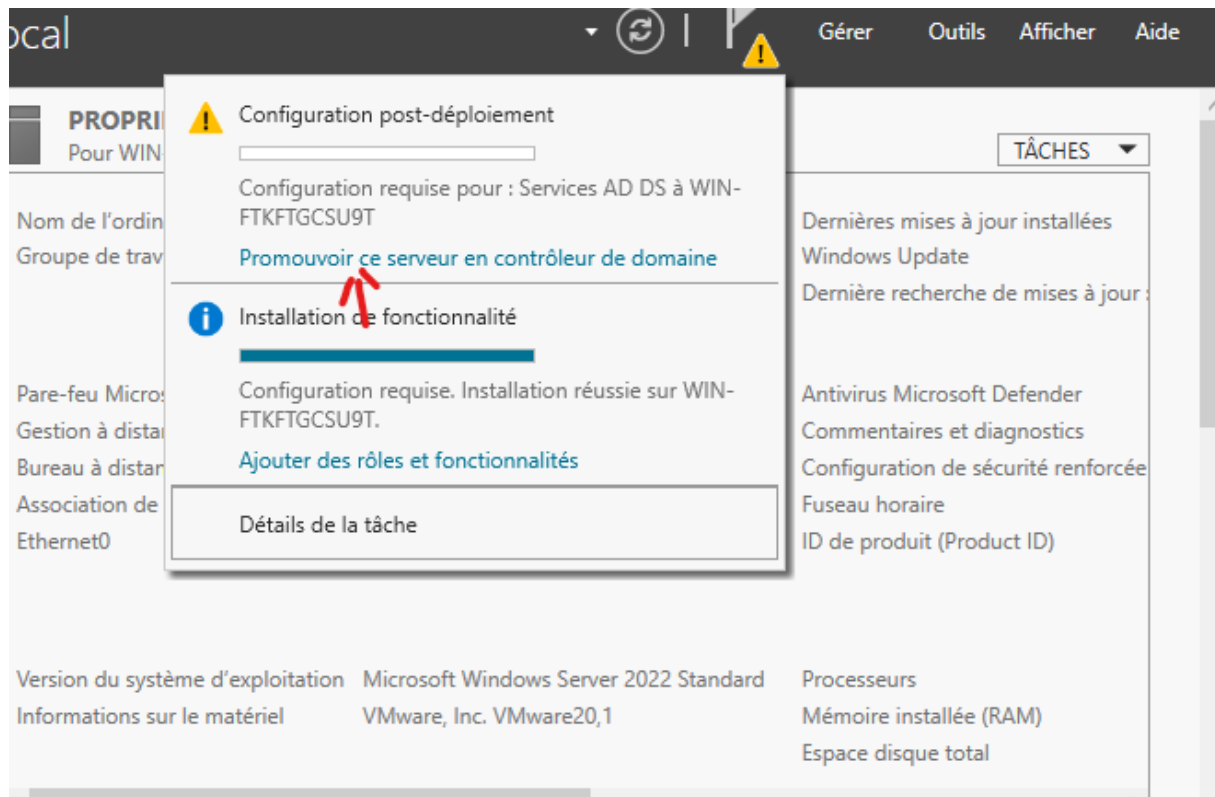 ocal
Gérer Outils Afficher Aide
PROPRI
Pour WIN
TÂCHES
Configuration post-déploiement
Configuration requise pour : Services AD DS à WIN-
FTKFTGCSU9T
Promouvoir ce serveur en contrôleur de domaine
Installation de fonctionnalité
Configuration requise. Installation réussie sur WIN-
FTKFTGCSU9T.
Ajouter des rôles et fonctionnalités
Détails de la tâche
Nom de l'ordin
Groupe de trav
Dernières mises à jour installées
Windows Update
Dernière recherche de mises à jour :
Pare-feu Micros
Gestion à distan
Bureau à distan
Association de
Ethernet0
Antivirus Microsoft Defender
Commentaires et diagnostics
Configuration de sécurité renforcée
Fuseau horaire
ID de produit (Product ID)
Version du système d'exploitation Microsoft Windows Server 2022 Standard
Informations sur le matériel VMware, Inc. VMware20,1
Processeurs
Mémoire installée (RAM)
Espace disque total